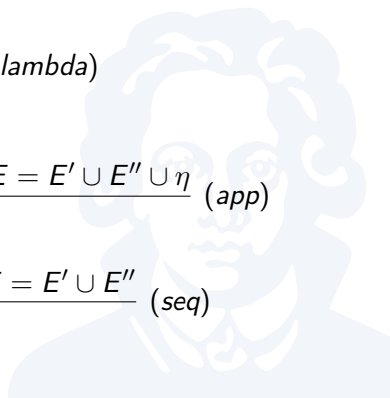 lambda)
E = E′ ∪ E″ ∪ η (app)
= E′ ∪ E″ (seq)